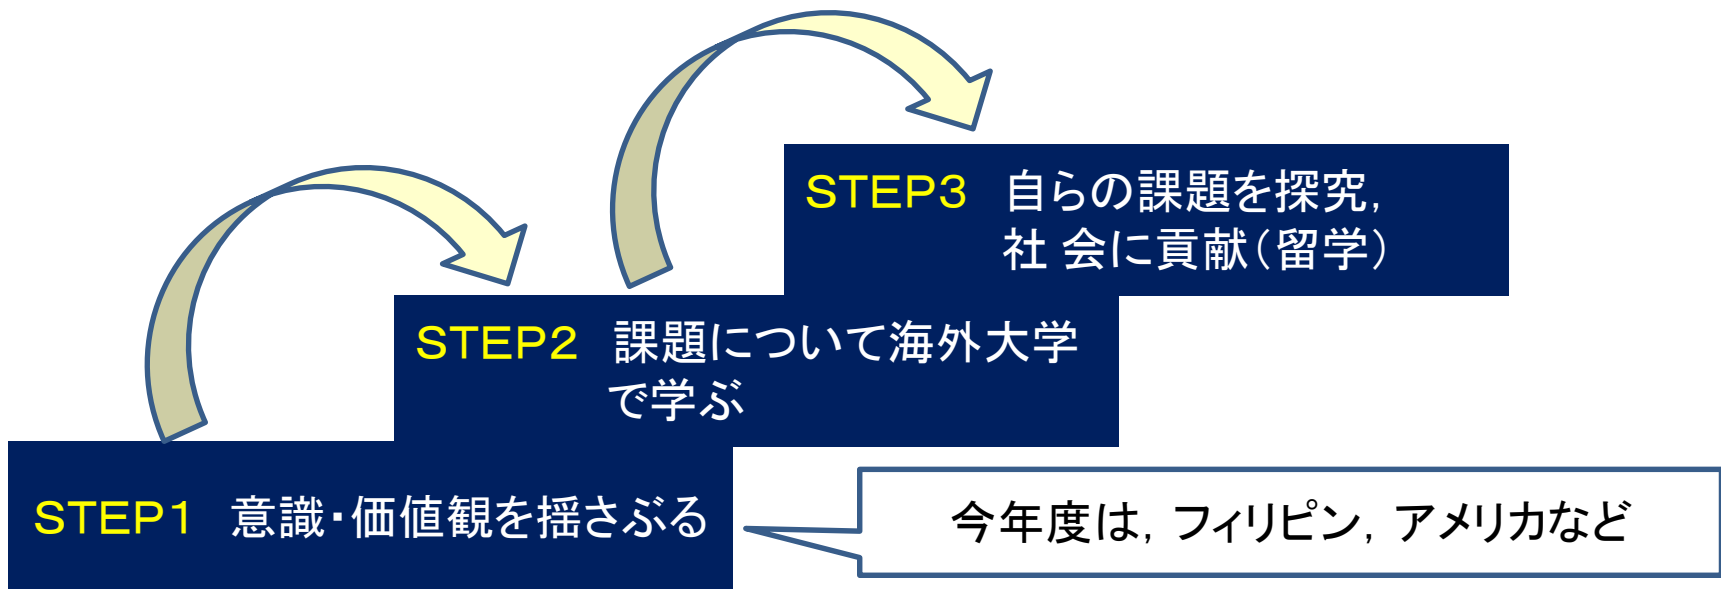 STEP3 自らの課題を探究,
社 会に貢献(留学)
STEP2 課題について海外大学
で学ぶ
STEP1 意識・価値観を揺さぶる
今年度は, フィリピン, アメリカなど